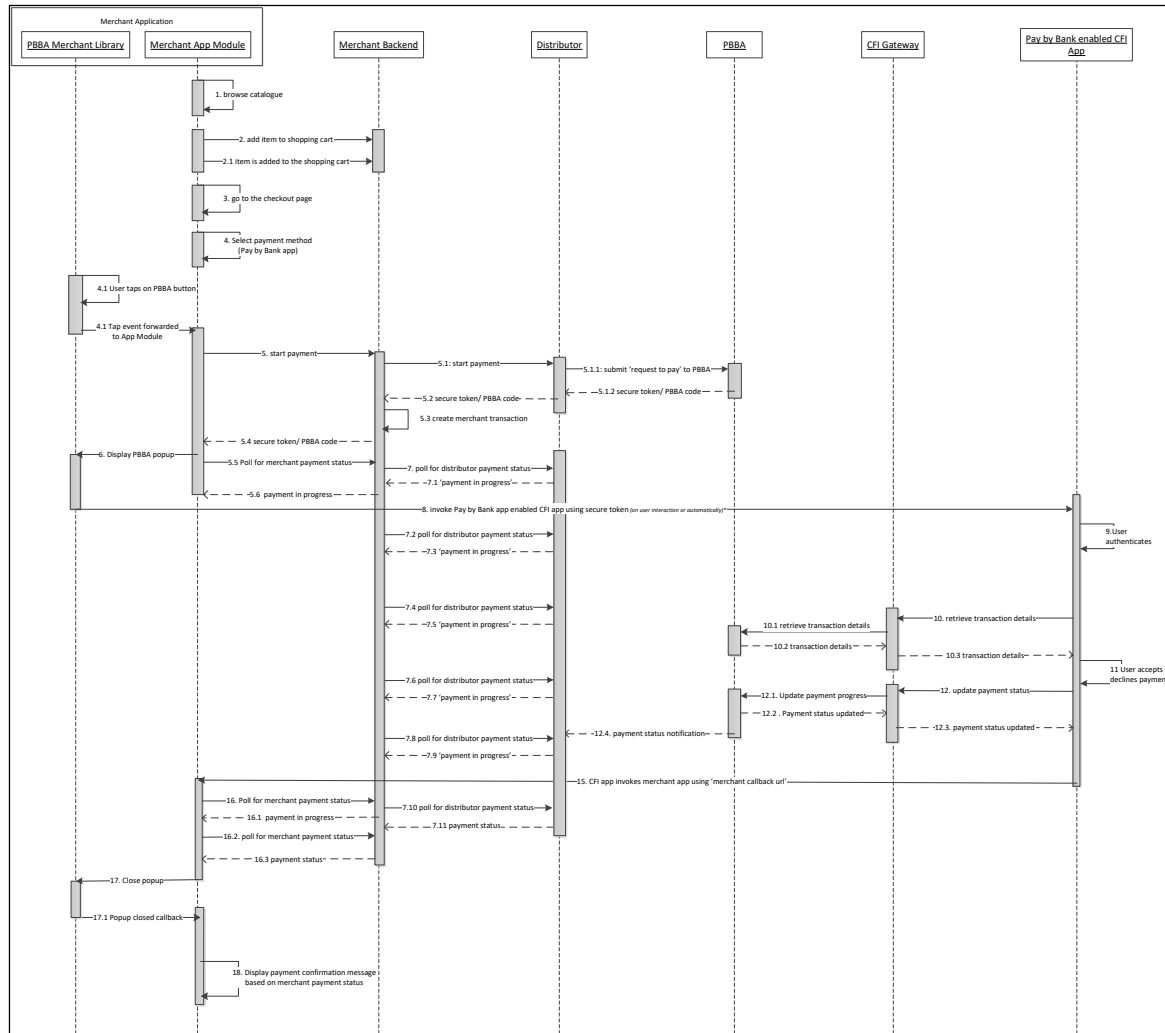 Merchant Application
PBBA Merchant Library
Merchant App Module
Merchant Backend
Distributor
PBBA
CFI Gateway
Pay by Bank enabled CFI
App
1. browse catalogue
2. add item to shopping cart
2.1 item is added to the shopping cart
3. go to the checkout page
4. Select payment method
(Pay by Bank app)
4.1 User taps on PBBA button
4.1 Tap event forwarded
to App Module
5. start payment
5.1: start payment
5.1.1: submit ‘request to pay’ to PBBA
5.1.2 secure token/ PBBA code
5.2 secure token/ PBBA code
5.3 create merchant transaction
5.4 secure token/ PBBA code
6. Display PBBA popup
5.5 Poll for merchant payment status
7. poll for distributor payment status
7.1 ‘payment in progress’
5.6 payment in progress
8. invoke Pay by Bank app enabled CFI app using secure token (on user interaction or automatically)*
9.User
authenticates
7.2 poll for distributor payment status
7.3 ‘payment in progress’
7.4 poll for distributor payment status
7.5 ‘payment in progress’
10. retrieve transaction details
10.1 retrieve transaction details
10.2 transaction details
10.3 transaction details
11 User accepts
declines payment
7.6 poll for distributor payment status
7.7 ‘payment in progress’
12. update payment status
12.1. Update payment progress
12.2 . Payment status updated
12.3. payment status updated
12.4. payment status notification
7.8 poll for distributor payment status
7.9 ‘payment in progress’
15. CFI app invokes merchant app using ‘merchant callback url’
16. Poll for merchant payment status
7.10 poll for distributor payment status
16.1 payment in progress
7.11 payment status
16.2. poll for merchant payment status
16.3 payment status
17. Close popup
17.1 Popup closed callback
18. Display payment confirmation message
based on merchant payment status